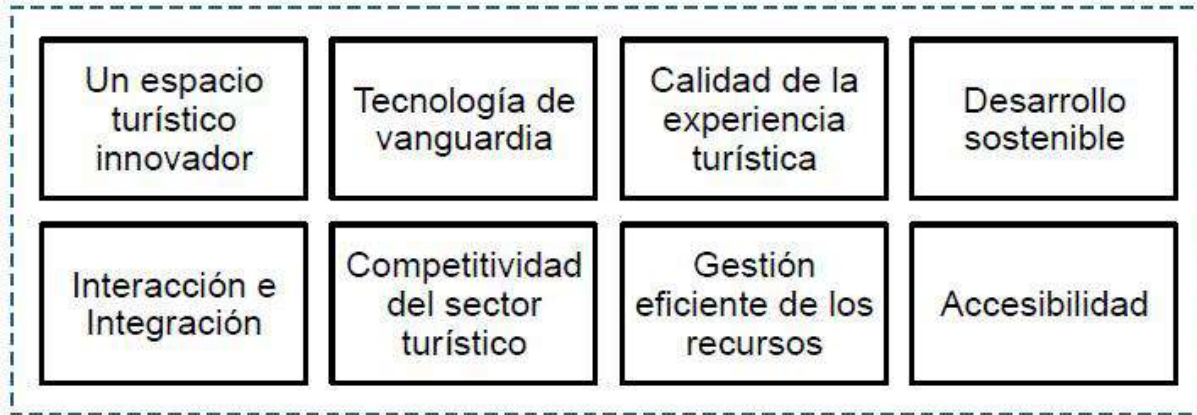 Un espacio
turístico
innovador
Tecnología de
vanguardia
Calidad de la
experiencia
turística
Desarrollo
sostenible
Interacción e
Integración
Competitividad
del sector
turístico
Gestión
eficiente de los
recursos
Accesibilidad